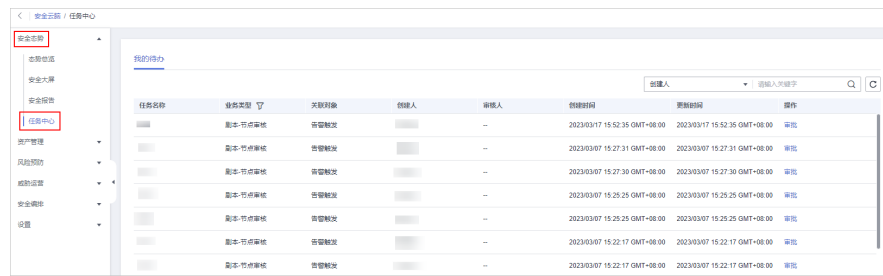 安全云脑 / 任务中心
安全态势
态势总览
安全大屏
安全报告
任务中心
资产管理
风险预防
威胁运营
安全编排
设置
我的待办
创建人 请输入关键字
任务名称 业务类型 关联对象 创建人 审核人 创建时间 更新时间 操作
剧本-节点审核 告警触发 -- 2023/03/17 15:52:35 GMT+08:00 2023/03/17 15:52:35 GMT+08:00 审批
剧本-节点审核 告警触发 -- 2023/03/07 15:27:31 GMT+08:00 2023/03/07 15:27:31 GMT+08:00 审批
剧本-节点审核 告警触发 -- 2023/03/07 15:27:30 GMT+08:00 2023/03/07 15:27:30 GMT+08:00 审批
剧本-节点审核 告警触发 -- 2023/03/07 15:25:25 GMT+08:00 2023/03/07 15:25:25 GMT+08:00 审批
剧本-节点审核 告警触发 -- 2023/03/07 15:25:25 GMT+08:00 2023/03/07 15:25:25 GMT+08:00 审批
剧本-节点审核 告警触发 -- 2023/03/07 15:22:17 GMT+08:00 2023/03/07 15:22:17 GMT+08:00 审批
剧本-节点审核 告警触发 -- 2023/03/07 15:22:17 GMT+08:00 2023/03/07 15:22:17 GMT+08:00 审批